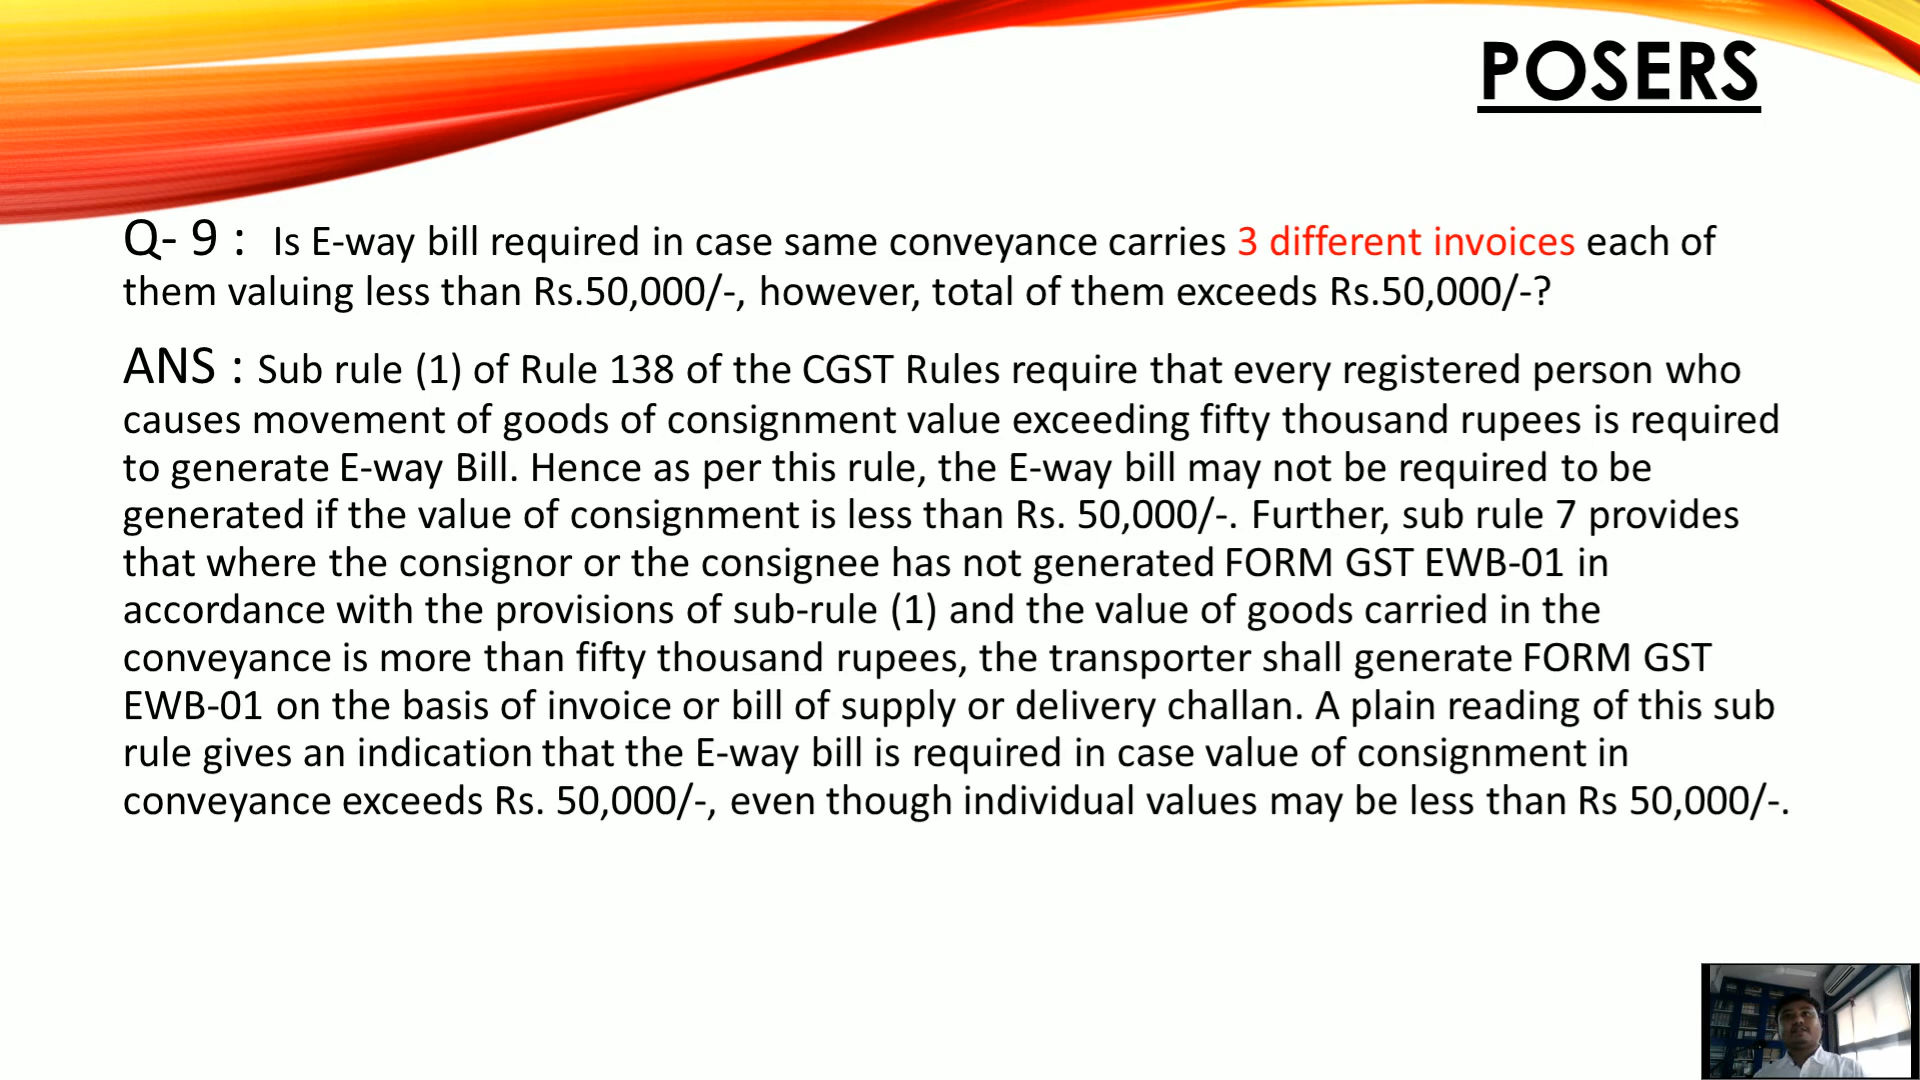 POSERS
Q- 9 : Is E-way bill required in case same conveyance carries 3 different invoices each of
them valuing less than Rs.50,000/-, however, total of them exceeds Rs.50,000/-?
ANS : Sub rule (1) of Rule 138 of the CGST Rules require that every registered person who
causes movement of goods of consignment value exceeding fifty thousand rupees is required
to generate E-way Bill. Hence as per this rule, the E-way bill may not be required to be
generated if the value of consignment is less than Rs. 50,000/-. Further, sub rule 7 provides
that where the consignor or the consignee has not generated FORM GST EWB-01 in
accordance with the provisions of sub-rule (1) and the value of goods carried in the
conveyance is more than fifty thousand rupees, the transporter shall generate FORM GST
EWB-01 on the basis of invoice or bill of supply or delivery challan. A plain reading of this sub
rule gives an indication that the E-way bill is required in case value of consignment in
conveyance exceeds Rs. 50,000/-, even though individual values may be less than Rs 50,000/-.